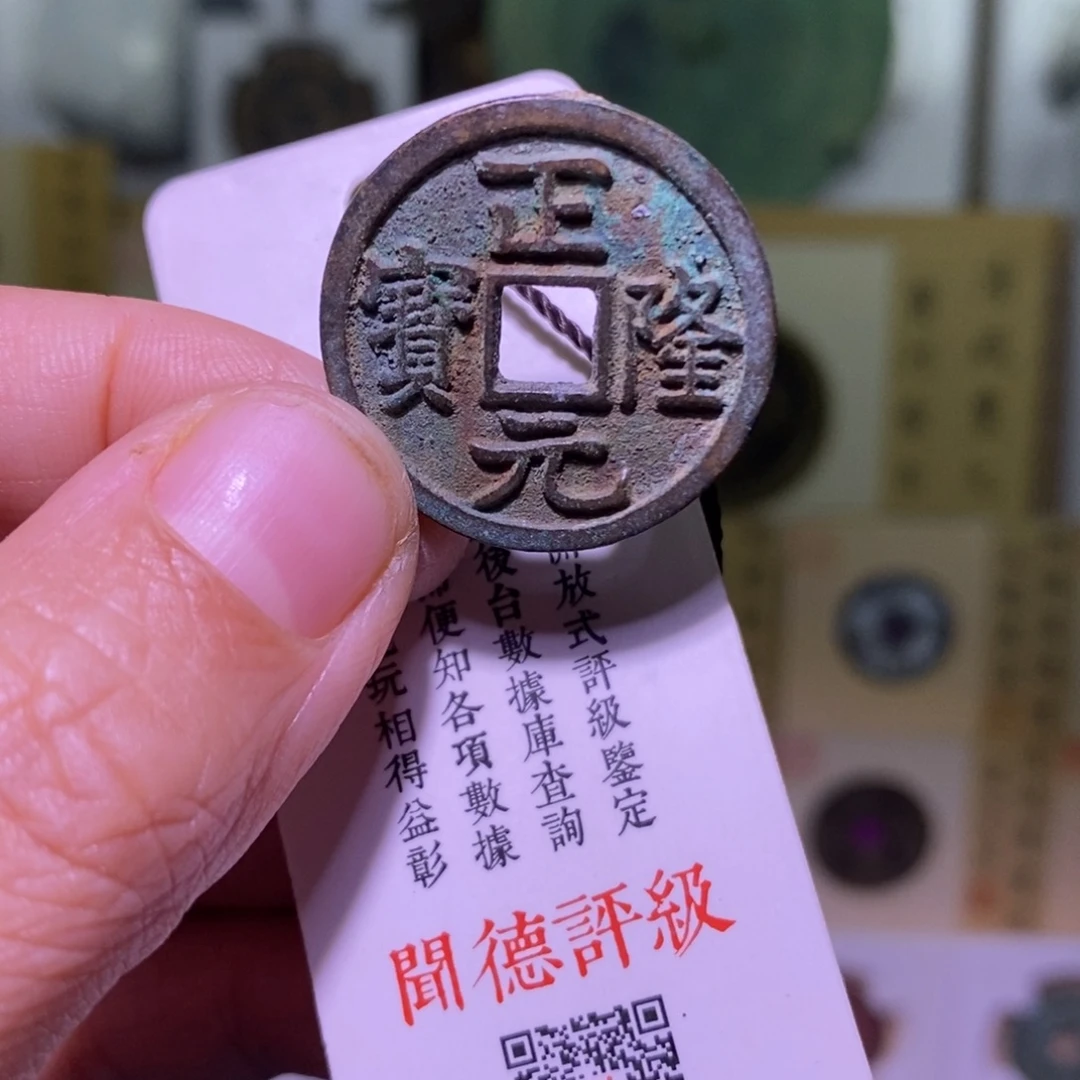 正隆元寶
放式評級鑒定
後台數據庫查詢
便知各項數據
玩相得益彰
聞德評級